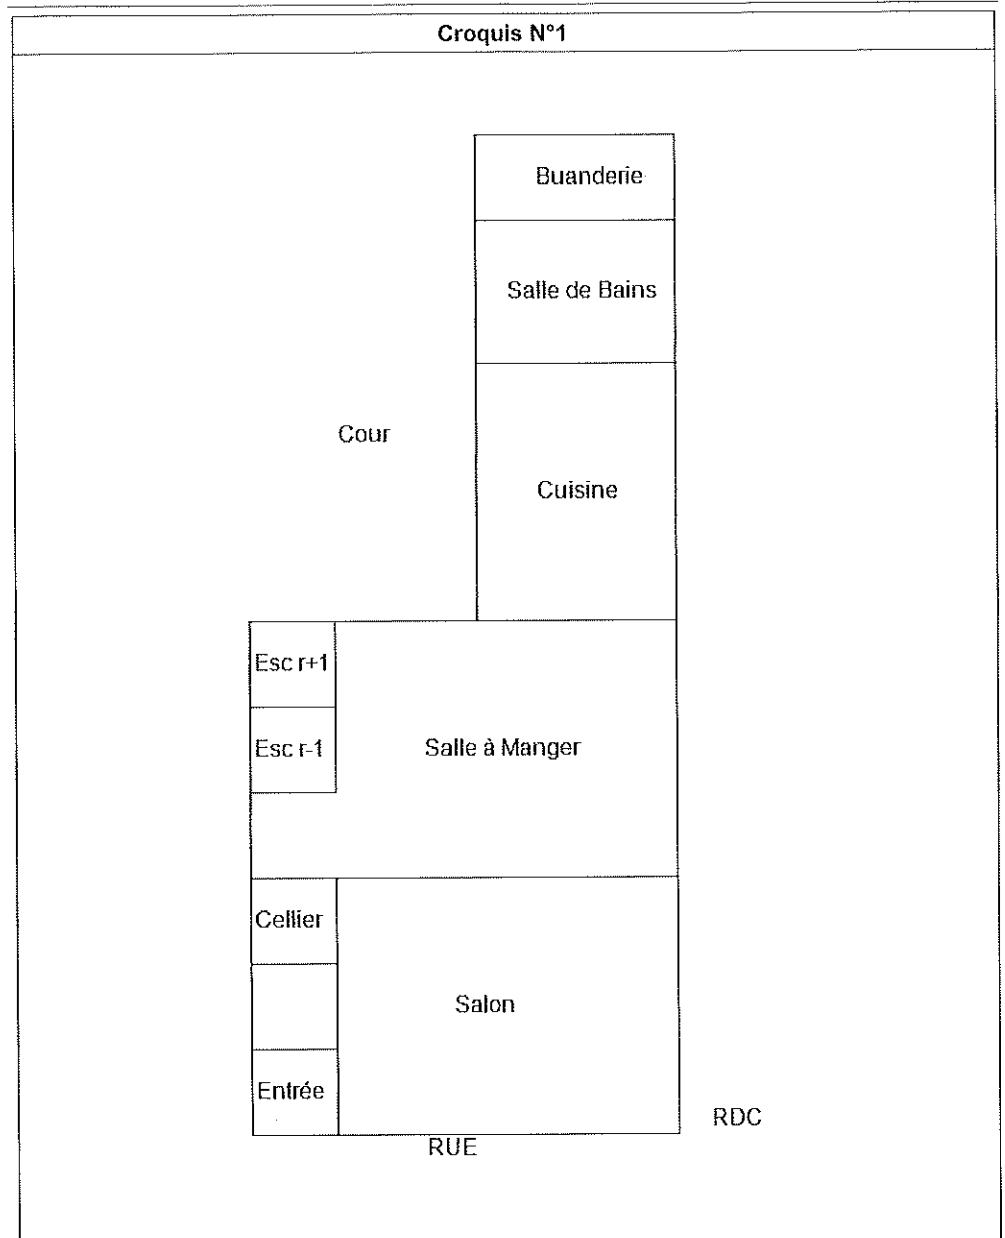 Croquis N°1
Buanderie
Salle de Bains
Cour
Cuisine
Esc r+1
Esc r-1
Salle à Manger
Cellier
Salon
Entrée
RDC
RUE